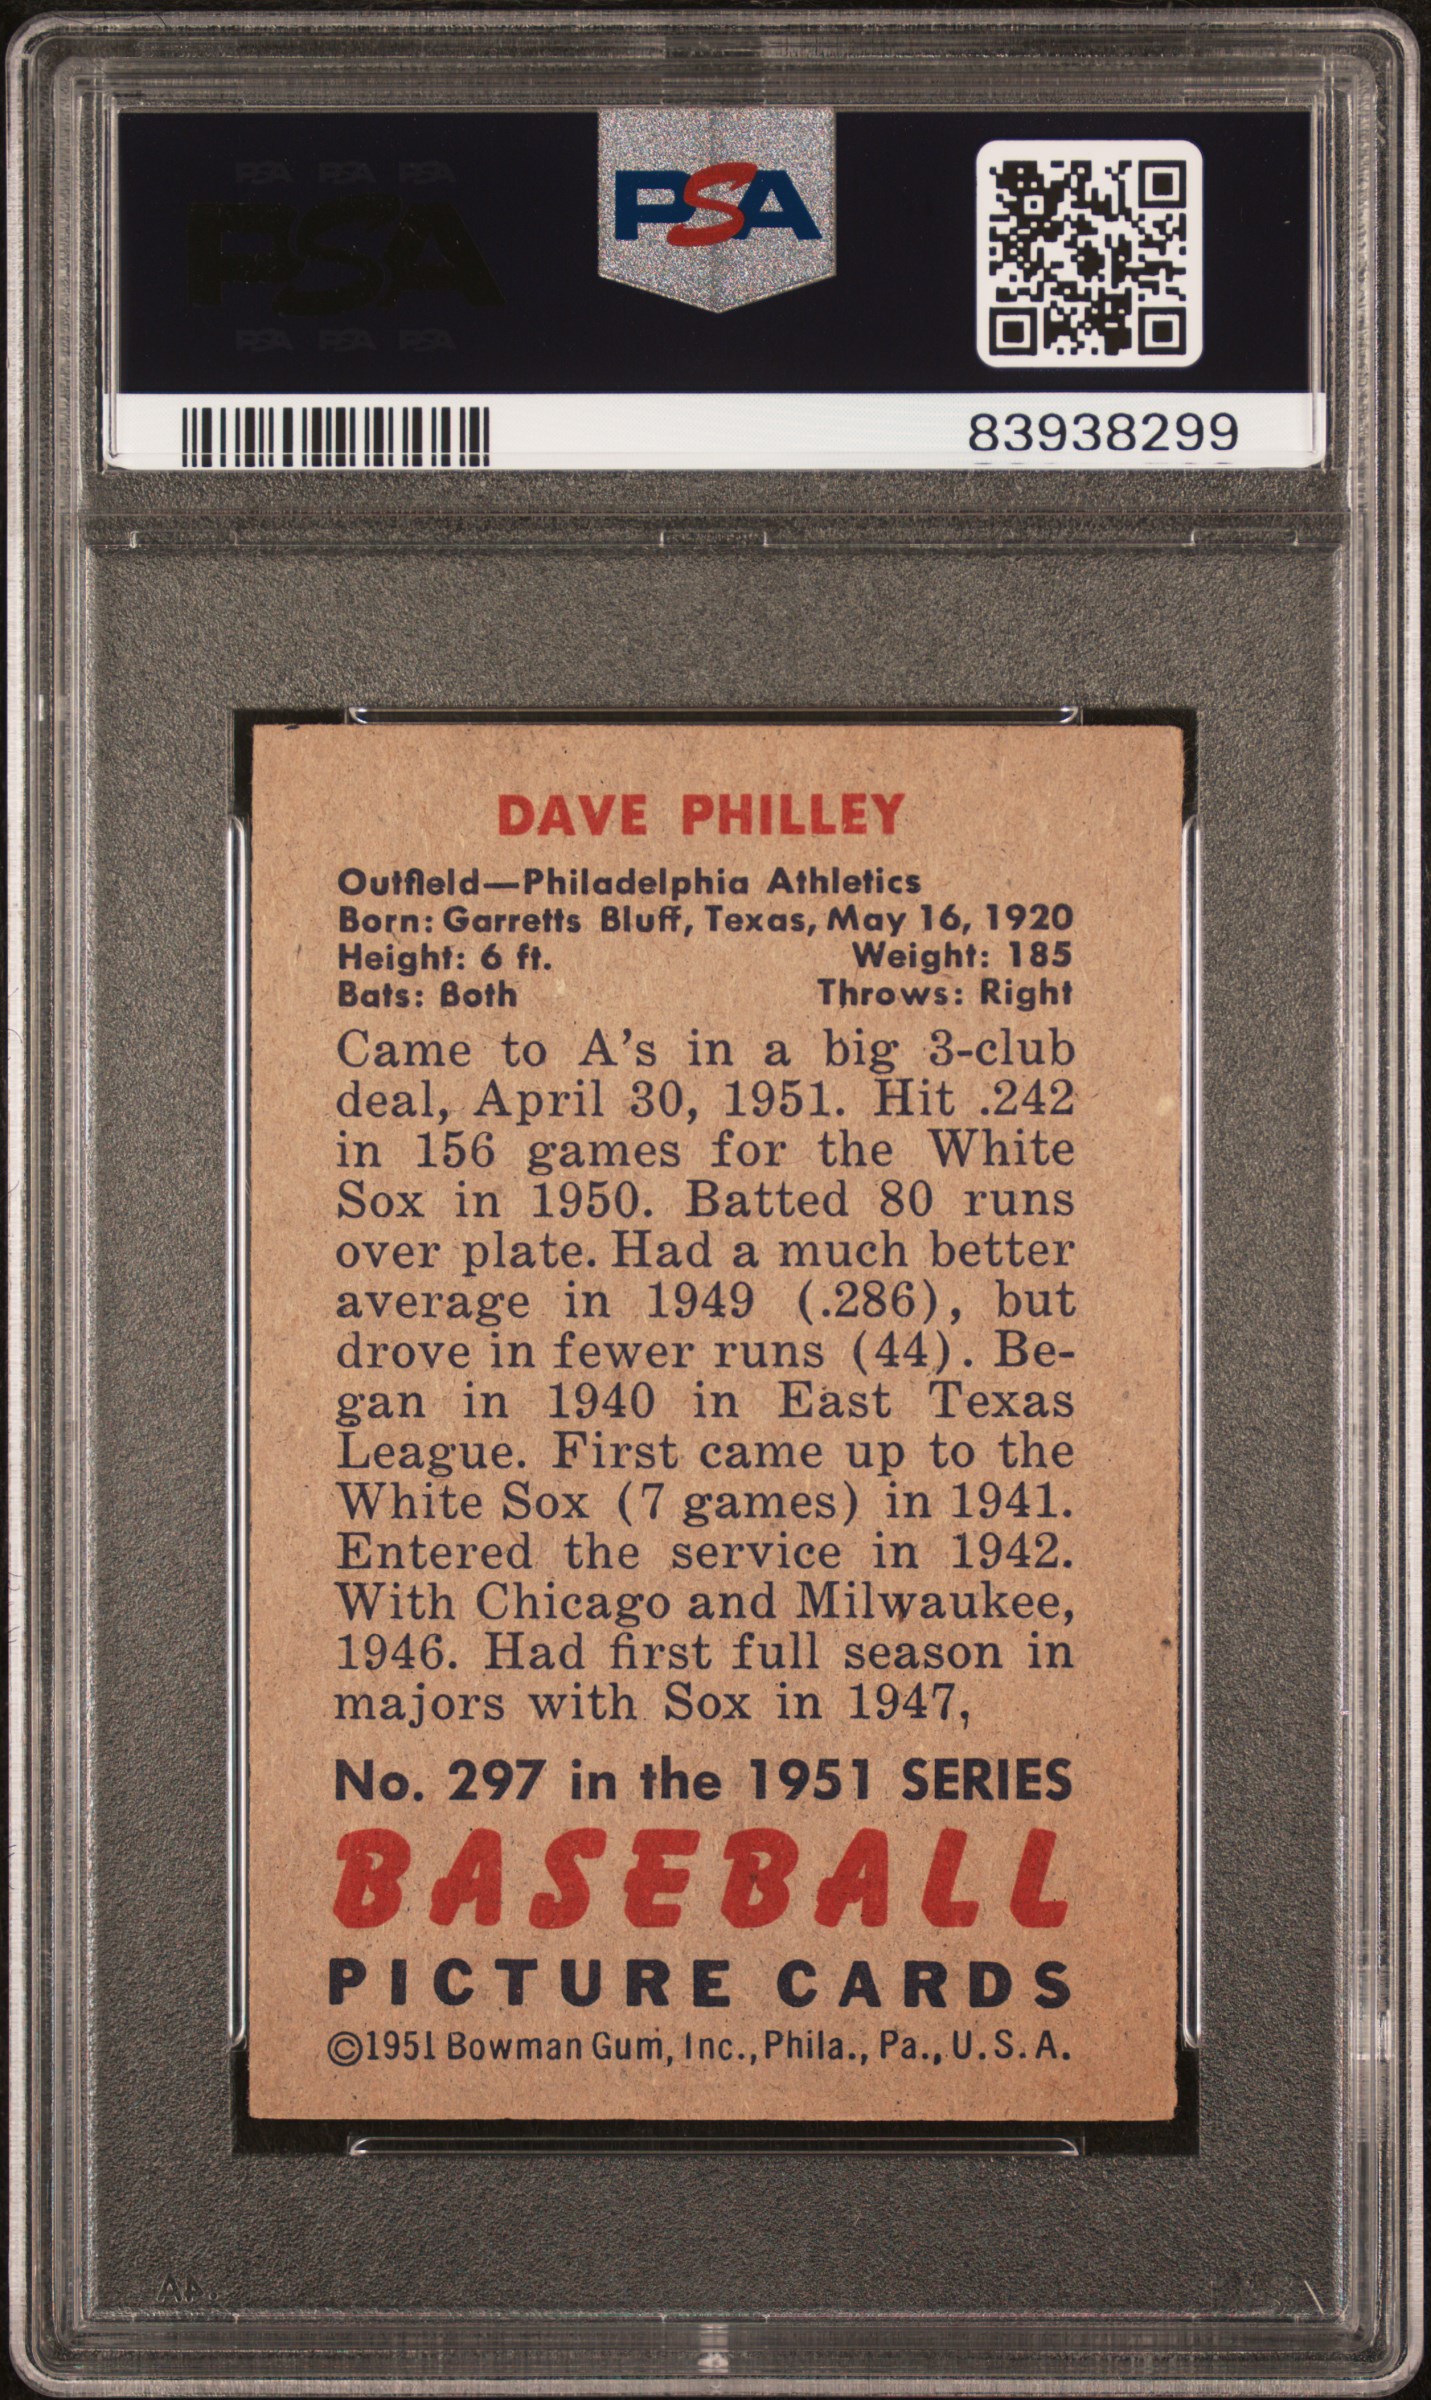 PSA PSA PSA
PSA
PSA PSA PSA
PSA
83938299
DAVE PHILLEY
Outfield—Philadelphia Athletics
Born: Garretts Bluff, Texas, May 16, 1920
Height: 6 ft. Weight: 185
Bats: Both Throws: Right
Came to A's in a big 3-club
deal, April 30, 1951. Hit .242
in 156 games for the White
Sox in 1950. Batted 80 runs
over plate. Had a much better
average in 1949 (.286), but
drove in fewer runs (44). Be-
gan in 1940 in East Texas
League. First came up to the
White Sox (7 games) in 1941.
Entered the service in 1942.
With Chicago and Milwaukee,
1946. Had first full season in
majors with Sox in 1947,
No. 297 in the 1951 SERIES
BASEBALL
PICTURE CARDS
©1951 Bowman Gum, Inc., Phila., Pa., U.S.A.